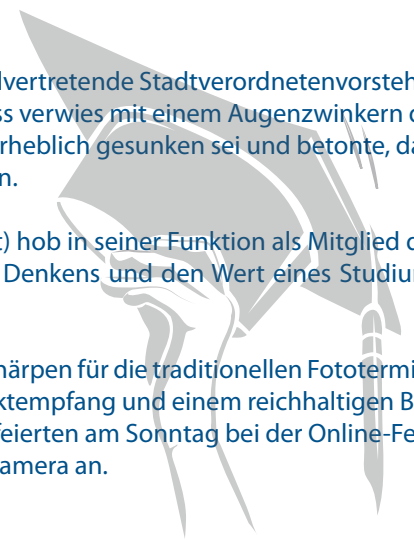 lvertretende Stadtverordnetenvorsteh
ss verwies mit einem Augenzwinkern d
rheblich gesunken sei und betonte, da
n.
t) hob in seiner Funktion als Mitglied d
Denkens und den Wert eines Studium
härpen für die traditionellen Fototermi
ktempfang und einem reichhaltigen B
feierten am Sonntag bei der Online-Fe
amera an.